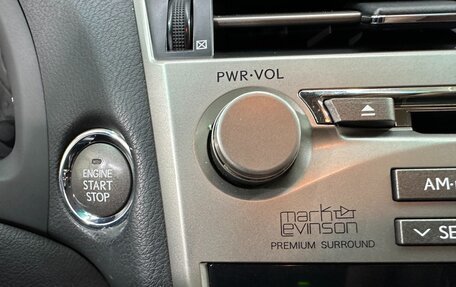 PWR·VOL
ENGINE
START
STOP
AM·
mark
levinson
PREMIUM SURROUND
SE